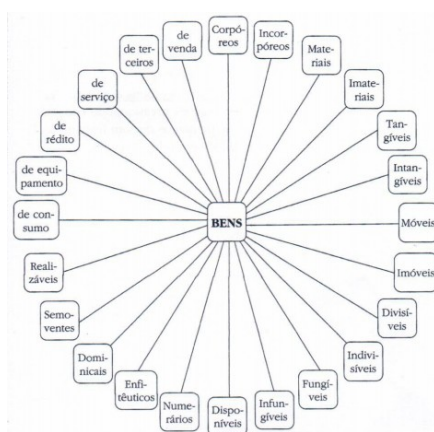 Corpó-
reos
Incor-
póreos
Mate-
riais
Imate-
riais
Tan-
gíveis
Intan-
gíveis
Móveis
Imóveis
Divisí-
veis
Indivi-
síveis
Fungí-
veis
Infun-
gíveis
Dispo-
níveis
Nume-
rários
Enfi-
têuticos
Domi-
nicais
Semo-
ventes
Reali-
záveis
de con-
sumo
de equi-
pamento
de
rédito
de
serviço
de ter-
ceiros
de
venda
BENS